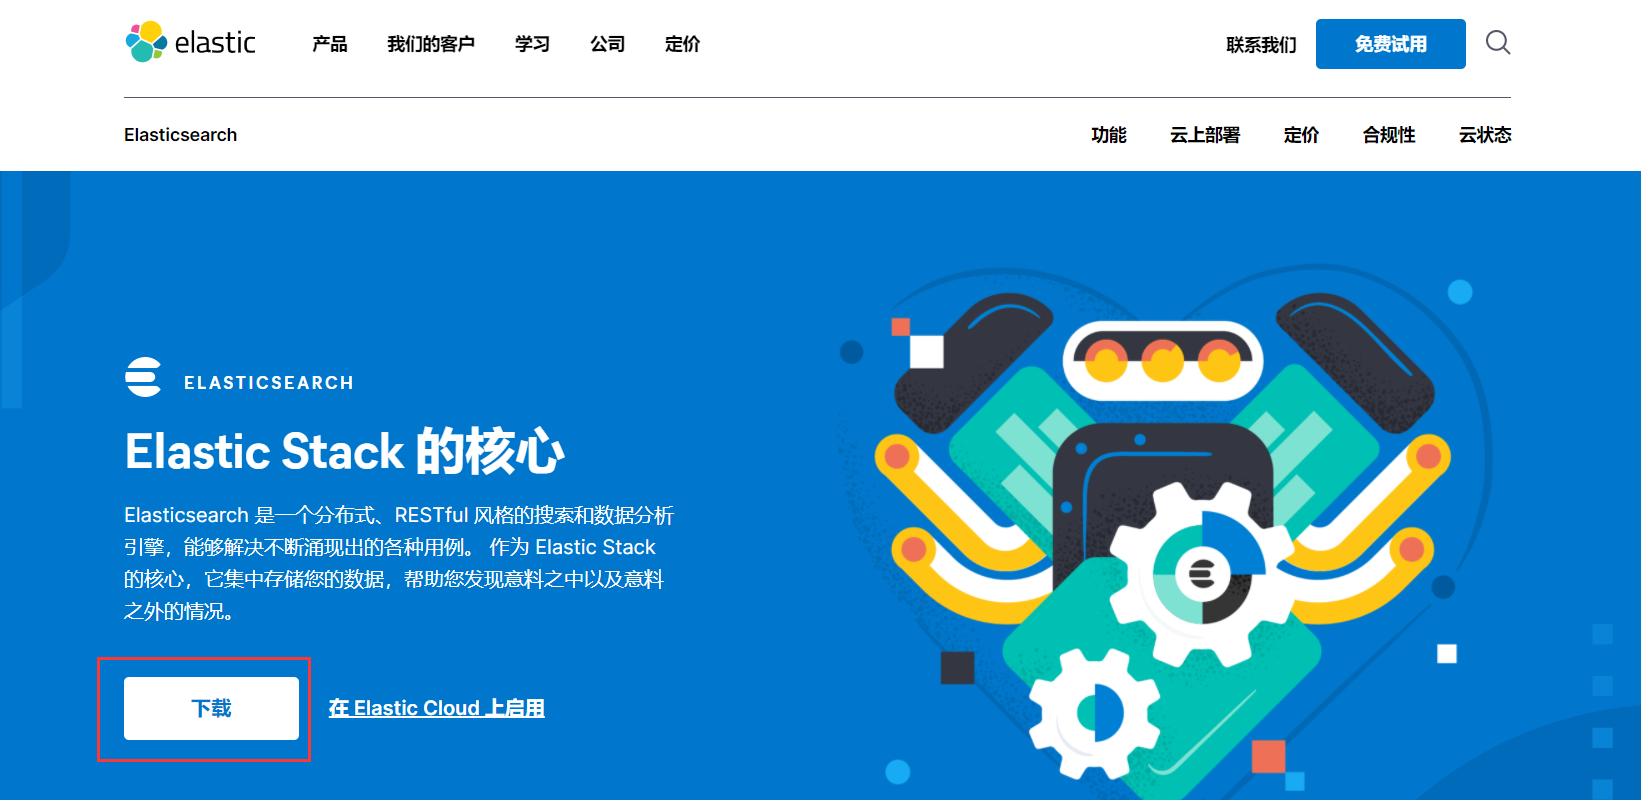 elastic 产品 我们的客户 学习 公司 定价 联系我们 免费试用
Elasticsearch 功能 云上部署 定价 合规性 云状态
ELASTICSEARCH
Elastic Stack 的核心
Elasticsearch 是一个分布式、RESTful 风格的搜索和数据分析
引擎，能够解决不断涌现出的各种用例。 作为 Elastic Stack
的核心，它集中存储您的数据，帮助您发现意料之中以及意料
之外的情况。
下载 在 Elastic Cloud 上启用